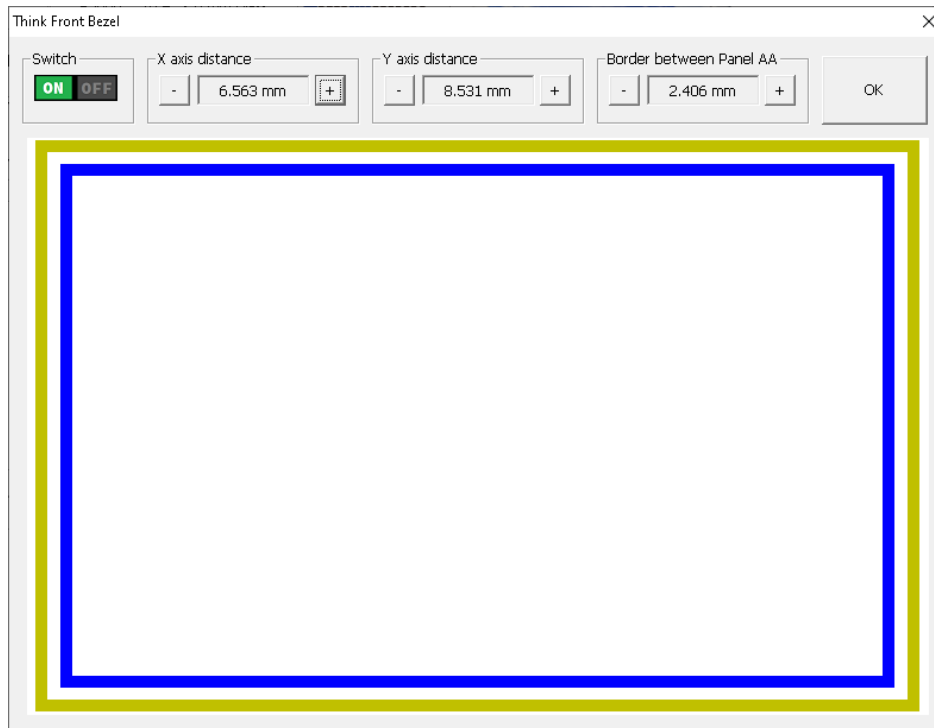 Think Front Bezel
Switch
ON OFF
X axis distance
- 6.563 mm +
Y axis distance
- 8.531 mm +
Border between Panel AA
- 2.406 mm +
OK